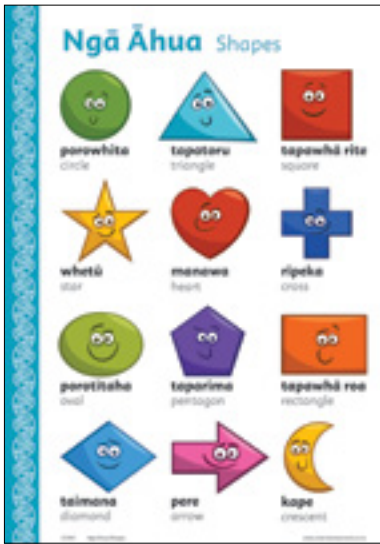 Ngā Āhua Shapes
porowhita
circle
tapatoru
triangle
tapawhā rite
square
whetū
star
manawa
heart
rīpeka
cross
porotītaha
oval
taparima
pentagon
tapawhā roa
rectangle
taimana
diamond
pere
arrow
kape
crescent